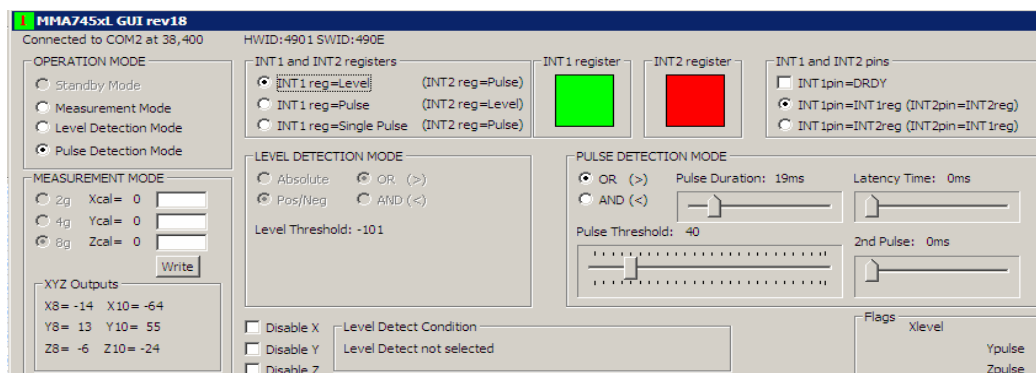 MMA745xL GUI rev18
Connected to COM2 at 38,400 HWID:4901 SWID:490E
OPERATION MODE
Standby Mode
Measurement Mode
Level Detection Mode
Pulse Detection Mode
INT1 and INT2 registers
INT1 reg=Level (INT2 reg=Pulse)
INT1 reg=Pulse (INT2 reg=Level)
INT1 reg=Single Pulse (INT2 reg=Pulse)
INT1 register
INT2 register
INT1 and INT2 pins
INT1pin=DRDY
INT1pin=INT1reg (INT2pin=INT2reg)
INT1pin=INT2reg (INT2pin=INT1reg)
MEASUREMENT MODE
2g Xcal= 0
4g Ycal= 0
8g Zcal= 0
Write
XYZ Outputs
X8= -14 X10= -64
Y8= 13 Y10= 55
Z8= -6 Z10= -24
LEVEL DETECTION MODE
Absolute OR (>)
Pos/Neg AND (<)
Level Threshold: -101
PULSE DETECTION MODE
OR (>) Pulse Duration: 19ms Latency Time: 0ms
AND (<)
Pulse Threshold: 40
2nd Pulse: 0ms
Disable X
Disable Y
Disable Z
Level Detect Condition
Level Detect not selected
Flags
Xlevel
Ypulse
Zpulse